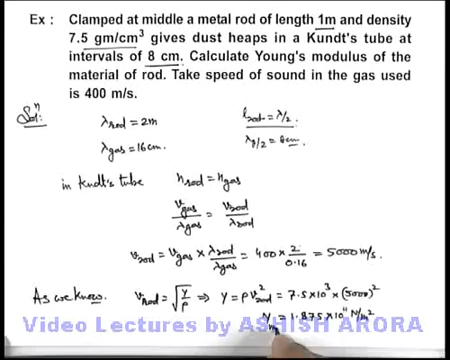 Ex : Clamped at middle a metal rod of length 1m and density
7.5 gm/cm³ gives dust heaps in a Kundt's tube at
intervals of 8 cm. Calculate Young's modulus of the
material of rod. Take speed of sound in the gas used
is 400 m/s.
Solⁿ:
λrod = 2m   lrod = λ/2.
λgas = 16cm.   λg/2 = 8cm.
in Kndt's tube   nrod = ngas
vgas/λgas = vrod/λrod
vrod = vgas × λrod/λgas = 400 × 2/0.16 = 5000 m/s.
As we know.   vrod = √(Y/ρ) ⇒ Y = ρv²rod = 7.5×10³ × (5000)²
Y = 1.875×10¹¹ N/m²
Video Lectures by ASHISH ARORA